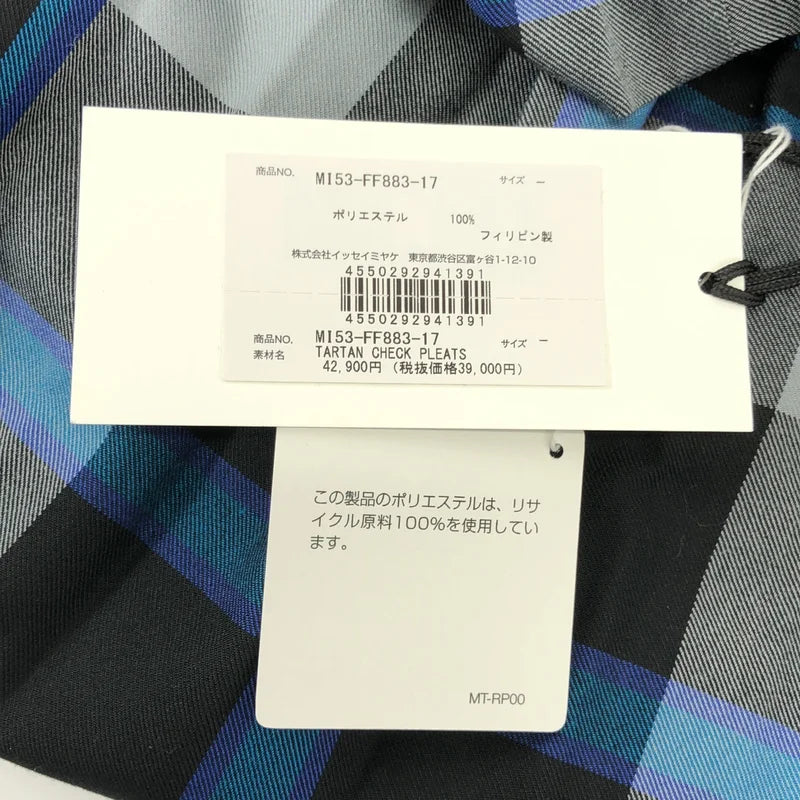 商品NO. MI53-FF883-17 サイズ －
ポリエステル 100%
フィリピン製
株式会社イッセイミヤケ 東京都渋谷区富ヶ谷1-12-10
4550292941391
4550292941391
商品NO. MI53-FF883-17 サイズ －
素材名 TARTAN CHECK PLEATS
42,900円 (税抜価格39,000円)
この製品のポリエステルは、リサ
イクル原料100%を使用してい
ます。
MT-RP00